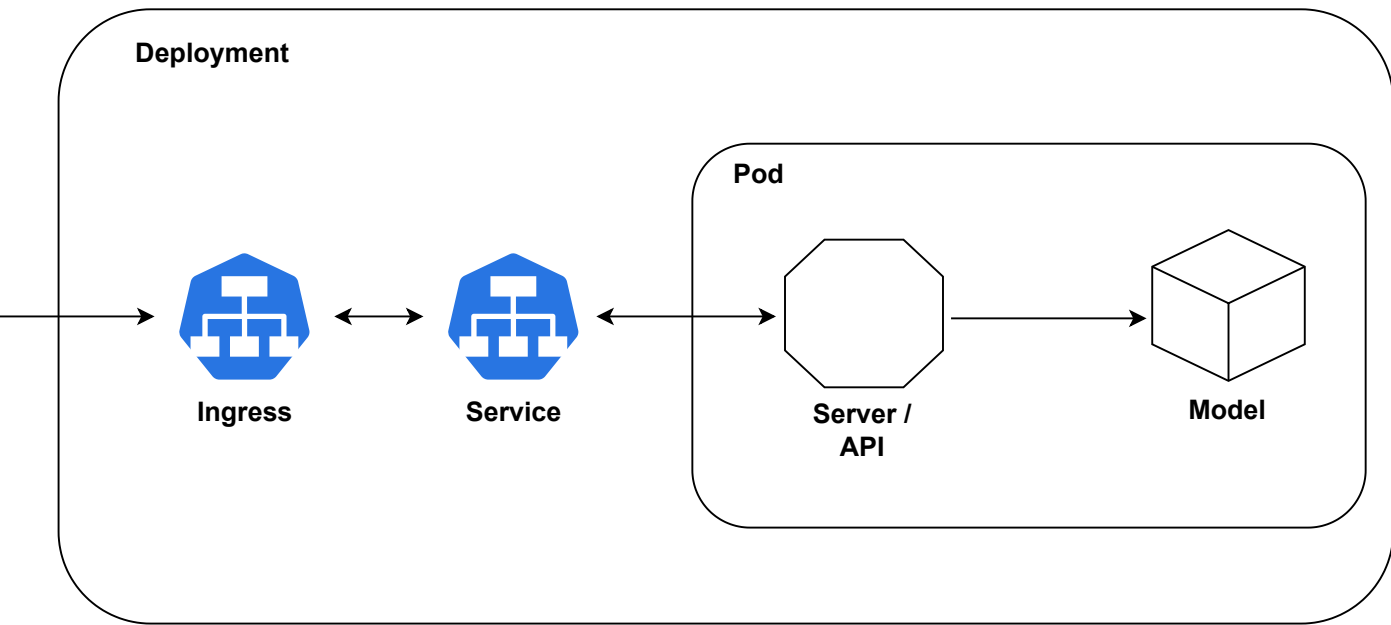 Deployment
Pod
Ingress
Service
Server /
API
Model